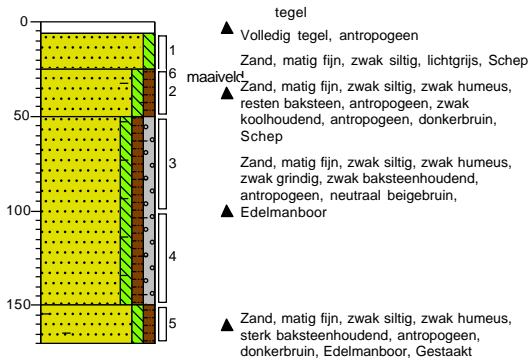 tegel
0
Volledig tegel, antropogeen
1
Zand, matig fijn, zwak siltig, lichtgrijs, Schep
6
maaiveld
2
Zand, matig fijn, zwak siltig, zwak humeus,
resten baksteen, antropogeen, zwak
koolhoudend, antropogeen, donkerbruin,
Schep
50
3
Zand, matig fijn, zwak siltig, zwak humeus,
zwak grindig, zwak baksteenhoudend,
antropogeen, neutraal beigebruin,
Edelmanboor
100
4
150
5
Zand, matig fijn, zwak siltig, zwak humeus,
sterk baksteenhoudend, antropogeen,
donkerbruin, Edelmanboor, Gestaakt